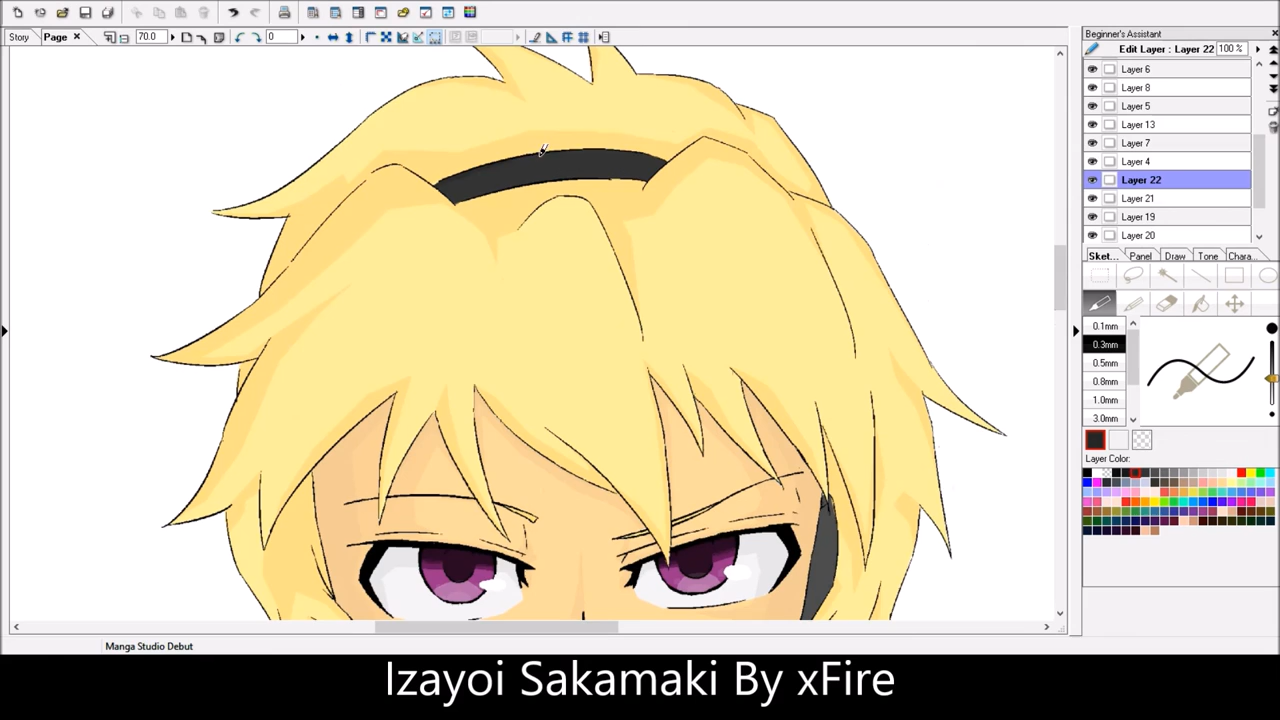 Beginner's Assistant
Story Page 70.0 0
Edit Layer : Layer 22 100 %
Layer 6
Layer 8
Layer 5
Layer 13
Layer 7
Layer 4
Layer 22
Layer 21
Layer 19
Layer 20
Sket... Panel Draw Tone Chara...
0.1mm
0.3mm
0.5mm
0.8mm
1.0mm
3.0mm
Layer Color:
Manga Studio Debut
Izayoi Sakamaki By xFire